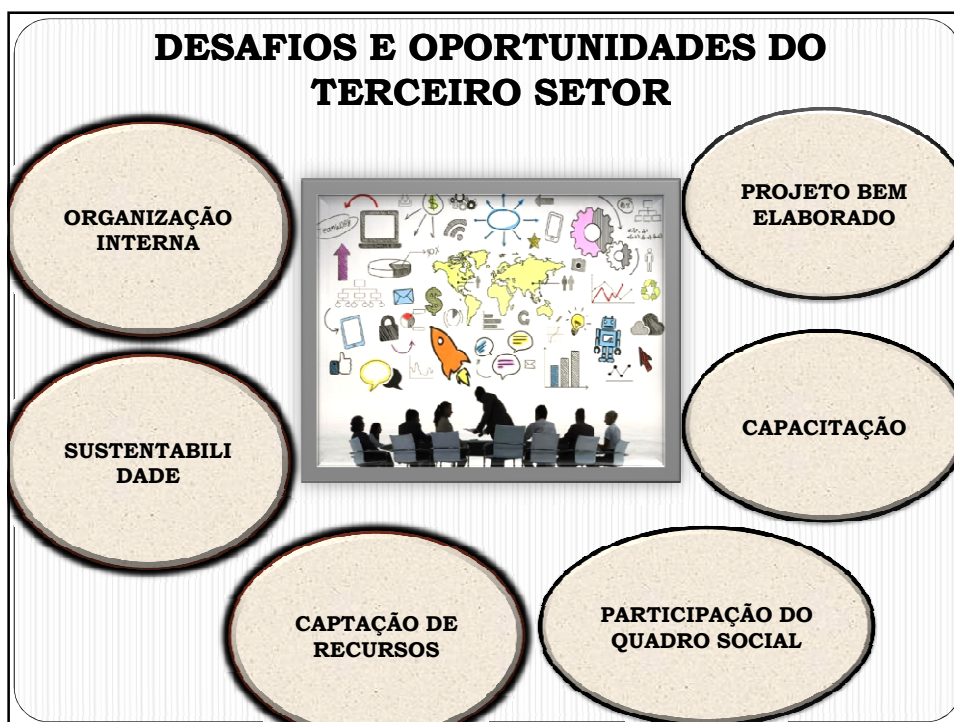 DESAFIOS E OPORTUNIDADES DO
TERCEIRO SETOR
ORGANIZAÇÃO
INTERNA
PROJETO BEM
ELABORADO
SUSTENTABILI
DADE
CAPACITAÇÃO
CAPTAÇÃO DE
RECURSOS
PARTICIPAÇÃO DO
QUADRO SOCIAL